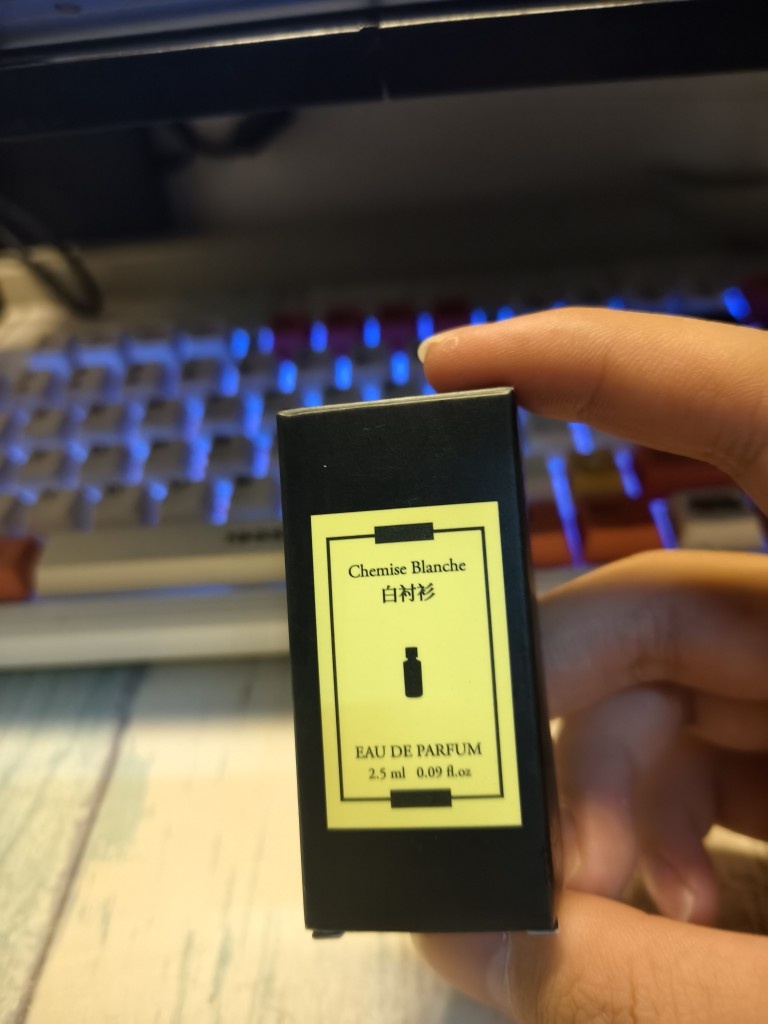 Chemise Blanche
白衬衫
EAU DE PARFUM
2.5 ml 0.09 fl.oz